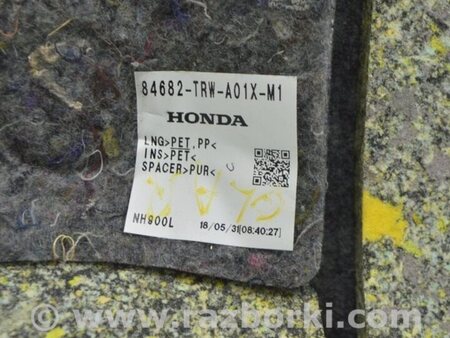 84682-TRW-A01X-M1
HONDA
LNG>PET,PP<
INS>PET<
SPACER>PUR<
NH900L 18/05/31[08:40:27]
© www.razborki.com